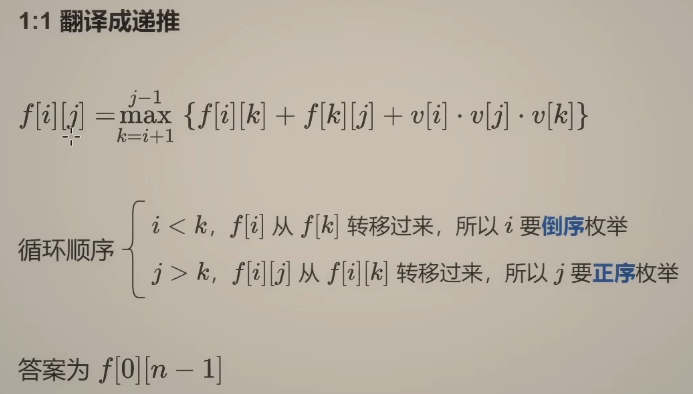 1:1 翻译成递推
f[i][j] = max_{k=i+1}^{j-1} {f[i][k] + f[k][j] + v[i] · v[j] · v[k]}
循环顺序 { i < k，f[i] 从 f[k] 转移过来，所以 i 要倒序枚举
j > k，f[i][j] 从 f[i][k] 转移过来，所以 j 要正序枚举
答案为 f[0][n − 1]